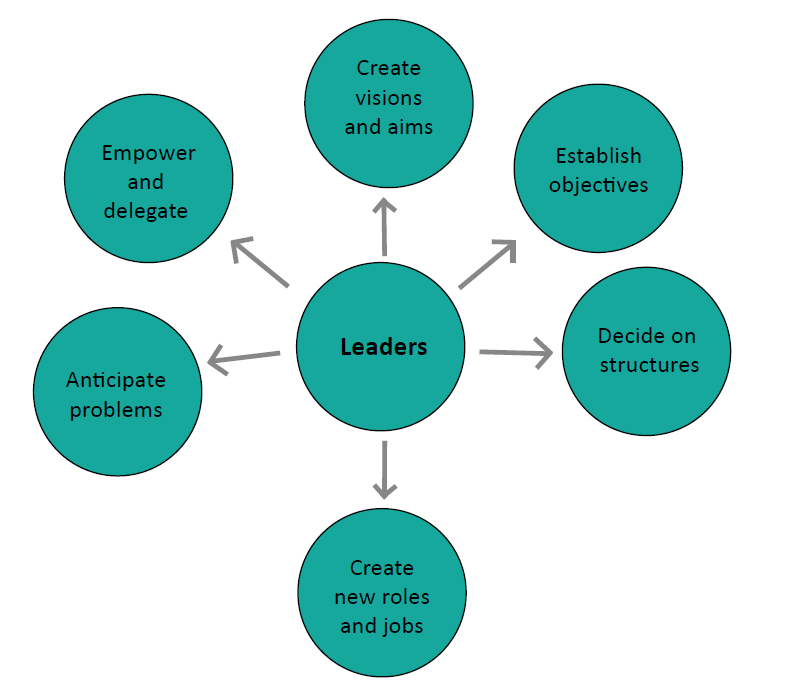 Create
visions
and aims
Empower
and
delegate
Establish
objectives
Leaders
Decide on
structures
Anticipate
problems
Create
new roles
and jobs